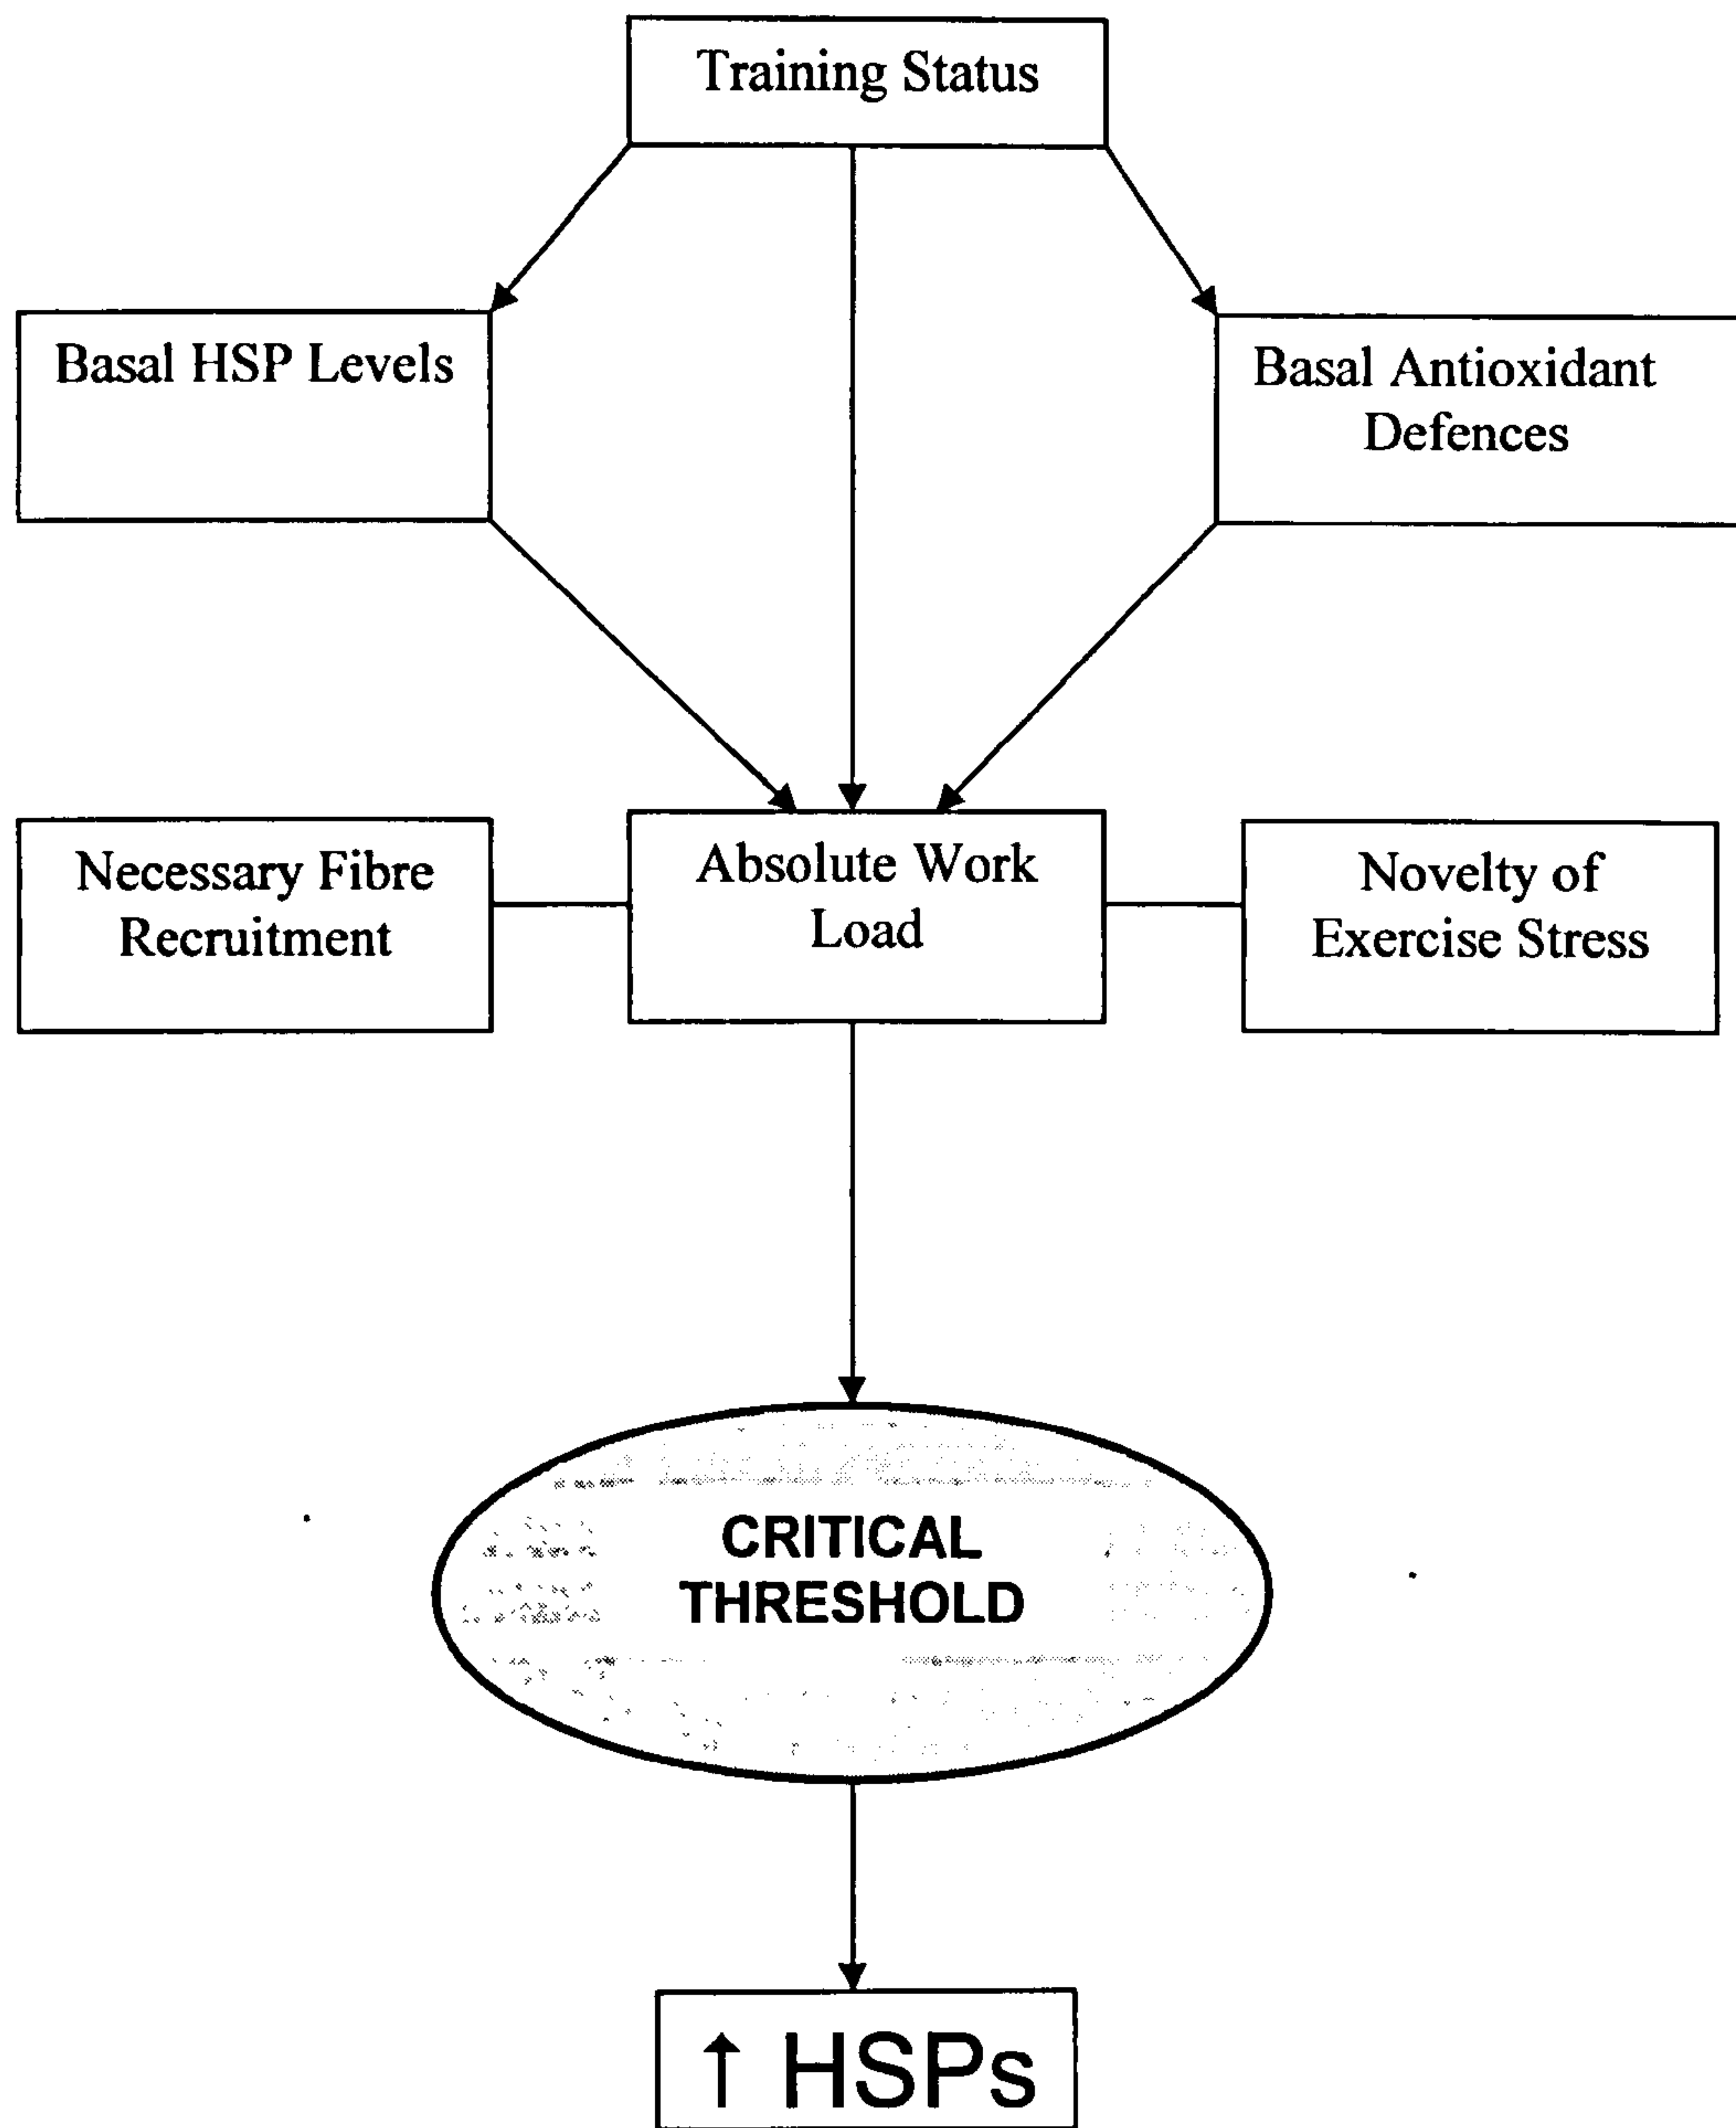 Training Status
Basal HSP Levels
Basal Antioxidant
Defences
Necessary Fibre
Recruitment
Absolute Work
Load
Novelty of
Exercise Stress
CRITICAL
THRESHOLD
↑ HSPs